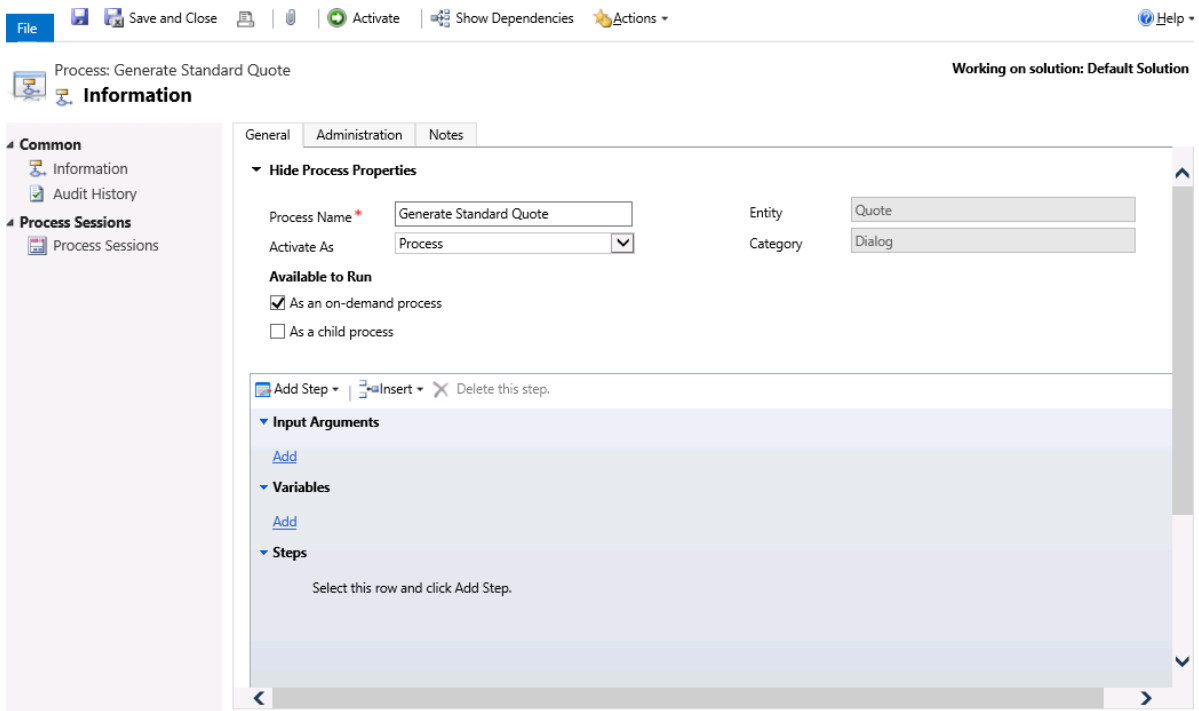 File Save and Close Activate Show Dependencies Actions Help
Process: Generate Standard Quote Working on solution: Default Solution
Information
Common
Information
Audit History
Process Sessions
Process Sessions
General Administration Notes
Hide Process Properties
Process Name* Generate Standard Quote Entity Quote
Activate As Process Category Dialog
Available to Run
As an on-demand process
As a child process
Add Step Insert Delete this step.
Input Arguments
Add
Variables
Add
Steps
Select this row and click Add Step.